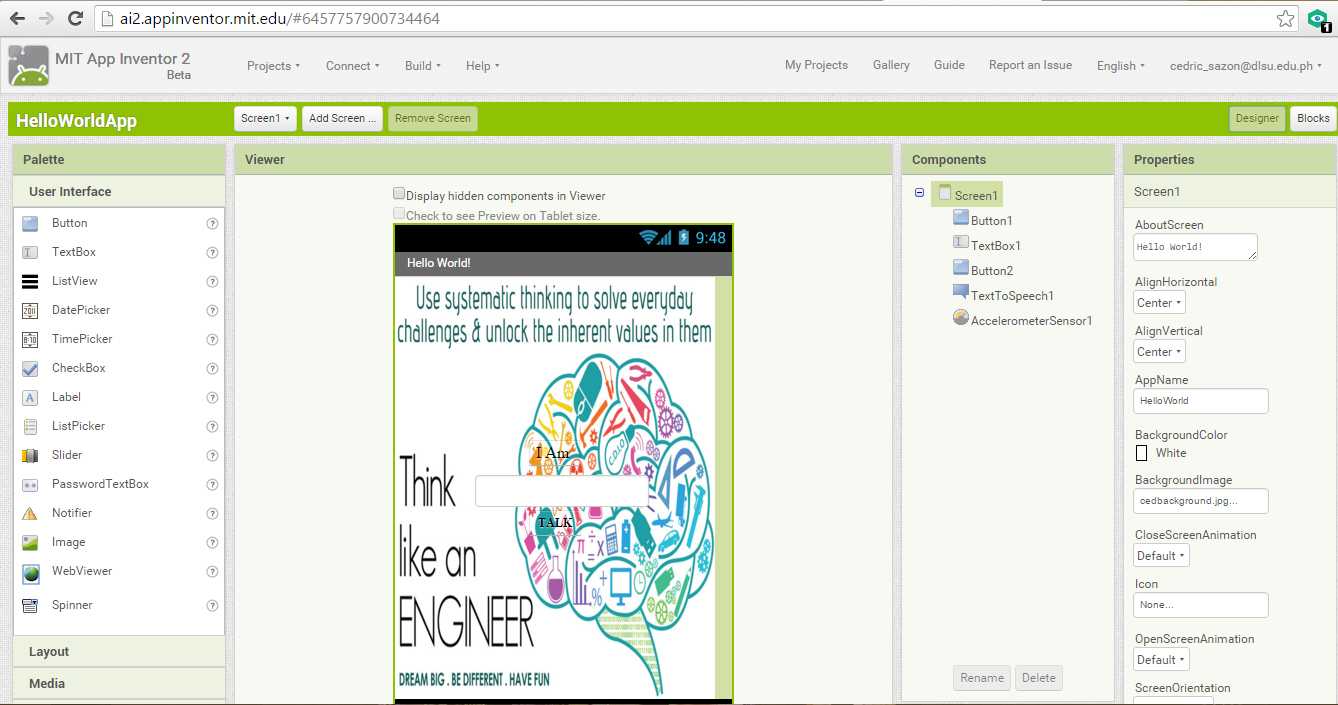 ai2.appinventor.mit.edu/#6457757900734464
1
MIT App Inventor 2
Beta
Projects
Connect
Build
Help
My Projects
Gallery
Guide
Report an Issue
English
cedric_sazon@dlsu.edu.ph
HelloWorldApp
Screen1
Add Screen ...
Remove Screen
Designer
Blocks
Palette
User Interface
Button
TextBox
ListView
DatePicker
TimePicker
CheckBox
Label
ListPicker
Slider
PasswordTextBox
Notifier
Image
WebViewer
Spinner
Layout
Media
Viewer
Display hidden components in Viewer
Check to see Preview on Tablet size.
9:48
Hello World!
Use systematic thinking to solve everyday
challenges & unlock the inherent values in them
C.D.I.O
I Am
Think
TALK
like an
ENGINEER
DREAM BIG . BE DIFFERENT . HAVE FUN
Components
Screen1
Button1
TextBox1
Button2
TextToSpeech1
AccelerometerSensor1
Rename
Delete
Properties
Screen1
AboutScreen
Hello World!
AlignHorizontal
Center
AlignVertical
Center
AppName
HelloWorld
BackgroundColor
White
BackgroundImage
cedbackground.jpg...
CloseScreenAnimation
Default
Icon
None...
OpenScreenAnimation
Default
ScreenOrientation